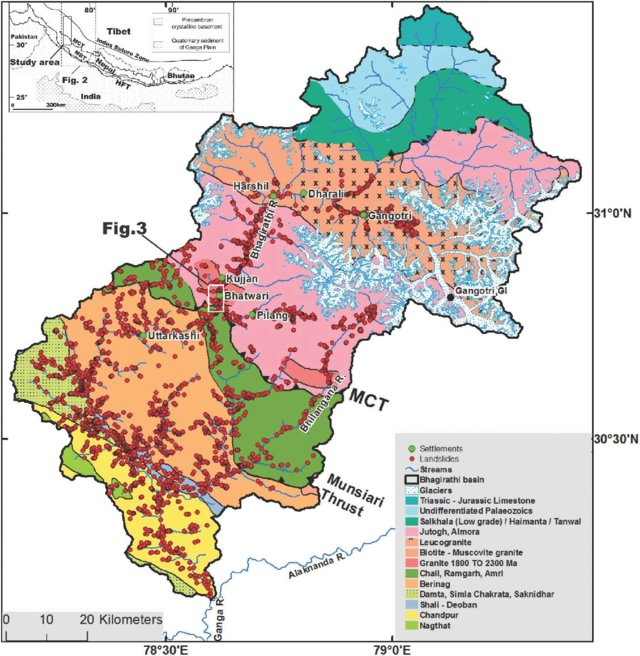 80°
90°
Precambrian
crystalline basement
Quaternary sediment
of Ganga Plain
Tibet
Pakistan
30°
MCT
Indus Suture Zone
MBT
Study area
Nepal
Fig. 2
HFT
Bhutan
25°
India
0
300km
Harshil
Dharali
Gangotri
31°0'N
Bhagirathi R.
Fig.3
Kujjan
Bhatwari
Gangotri Gl
Pilang
Uttarkashi
MCT
Bhilangana R.
30°30'N
Munsiari
Thrust
Settlements
Landslides
Streams
Bhagirathi basin
Glaciers
Triassic - Jurassic Limestone
Undifferentiated Palaeozoics
Salkhala (Low grade) / Haimanta / Tanwal
Jutogh, Almora
Leucogranite
Biotite - Muscovite granite
Granite 1800 TO 2300 Ma
Chail, Ramgarh, Amri
Berinag
Damta, Simla Chakrata, Saknidhar
Shali - Deoban
Chandpur
Nagthat
Alaknanda R.
Ganga R.
0 10 20 Kilometers
78°30'E
79°0'E